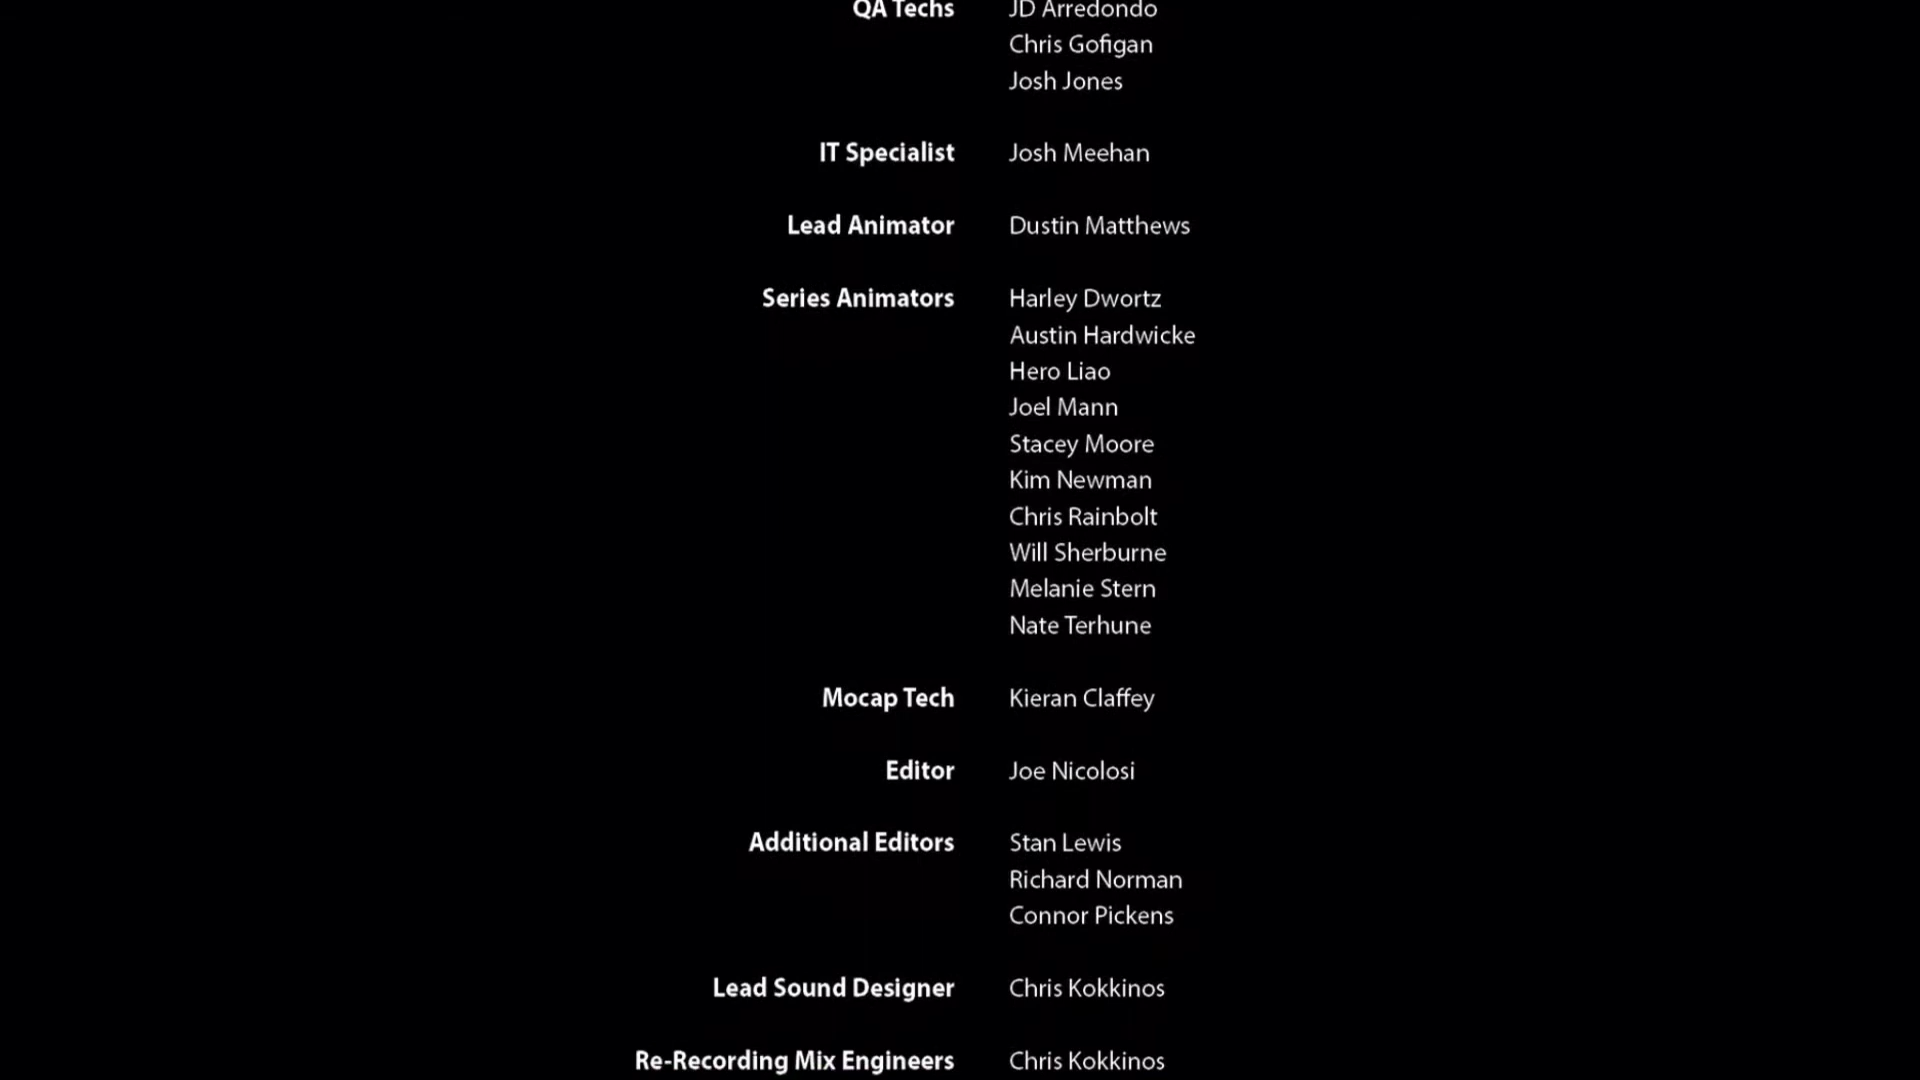 QA Techs JD Arredondo
Chris Gofigan
Josh Jones
IT Specialist Josh Meehan
Lead Animator Dustin Matthews
Series Animators Harley Dwortz
Austin Hardwicke
Hero Liao
Joel Mann
Stacey Moore
Kim Newman
Chris Rainbolt
Will Sherburne
Melanie Stern
Nate Terhune
Mocap Tech Kieran Claffey
Editor Joe Nicolosi
Additional Editors Stan Lewis
Richard Norman
Connor Pickens
Lead Sound Designer Chris Kokkinos
Re-Recording Mix Engineers Chris Kokkinos